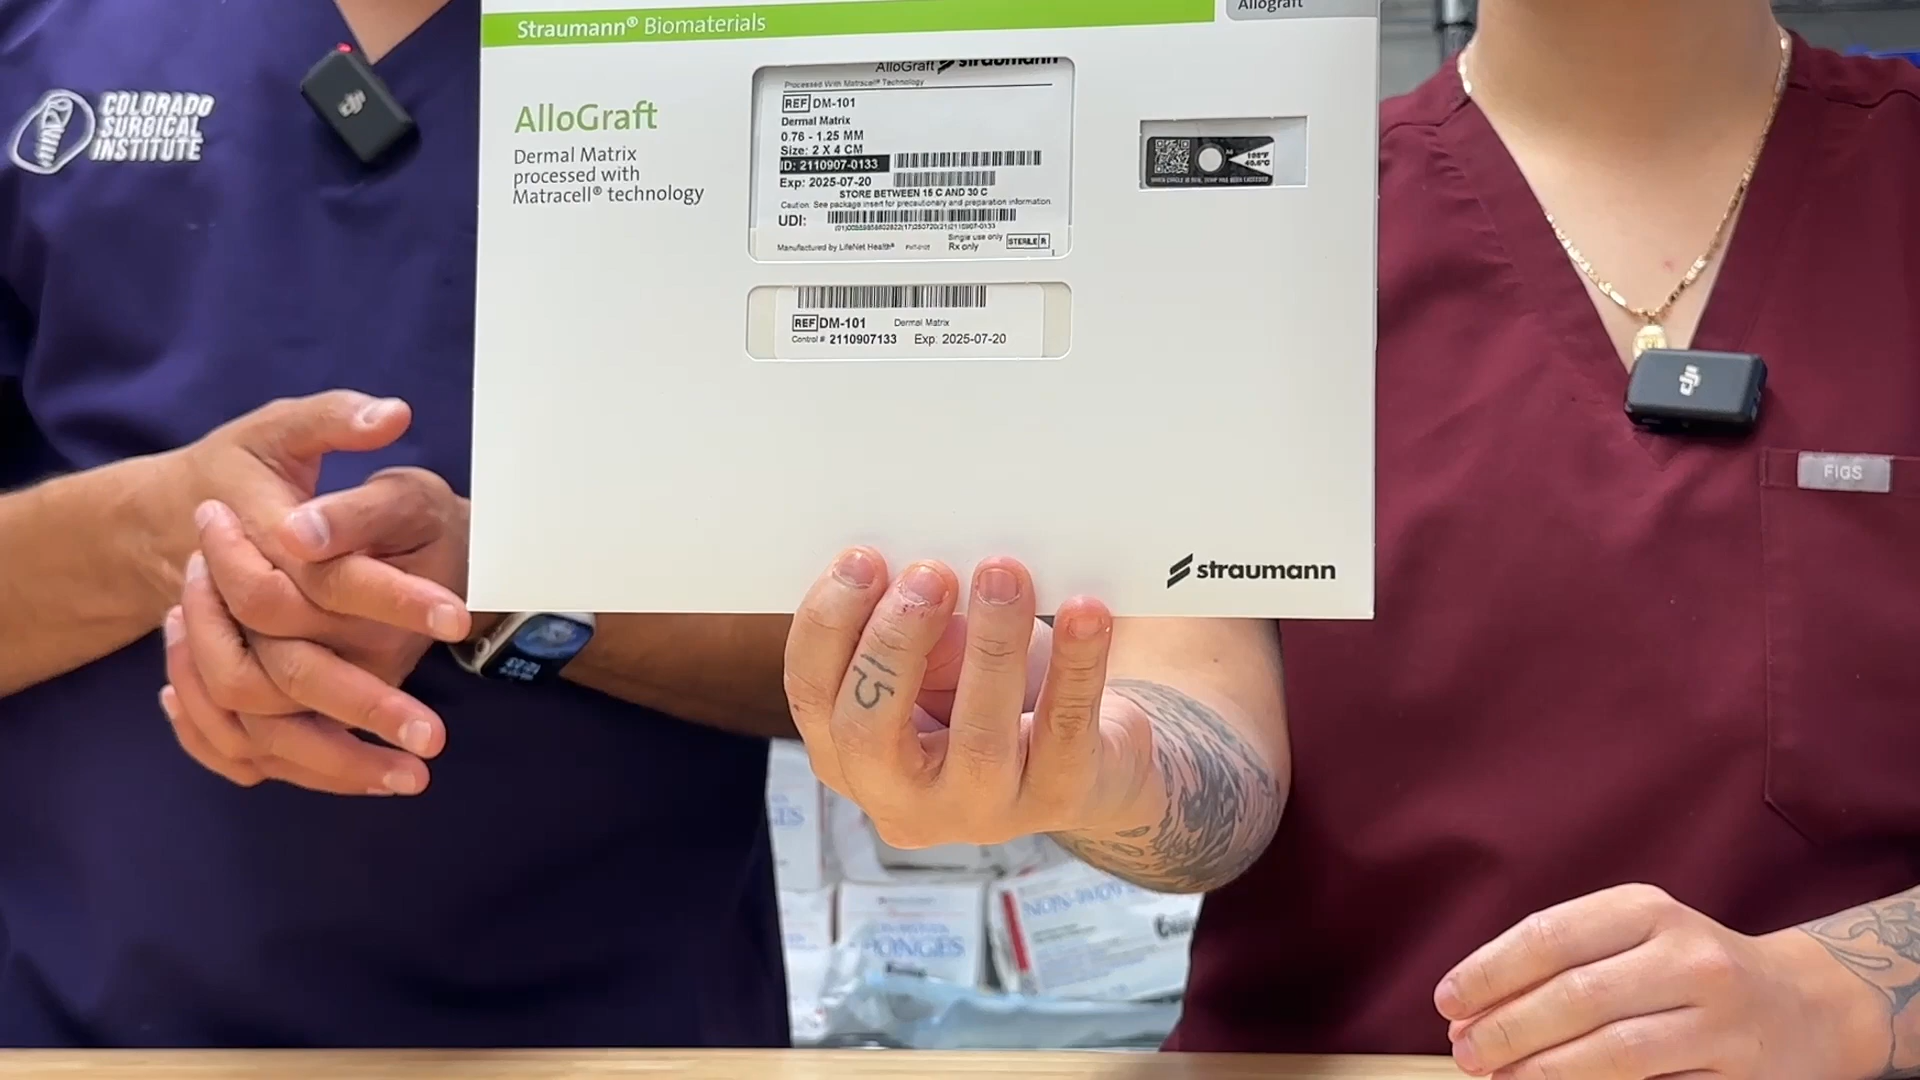 Straumann® Biomaterials
Allograft
COLORADO
SURGICAL
INSTITUTE
AlloGraft
Dermal Matrix
processed with
Matracell® technology
AlloGraft straumann
Processed With Matracell® Technology
REF DM-101
Dermal Matrix
0.76 - 1.25 MM
Size: 2 X 4 CM
ID: 2110907-0133
Exp: 2025-07-20
STORE BETWEEN 15 C AND 30 C
Caution: See package insert for precautionary and preparation information.
UDI:
Manufactured by LifeNet Health®
Single use only
Rx only
STERILE R
REF DM-101 Dermal Matrix
Control #: 2110907133 Exp. 2025-07-20
straumann
FIGS
15